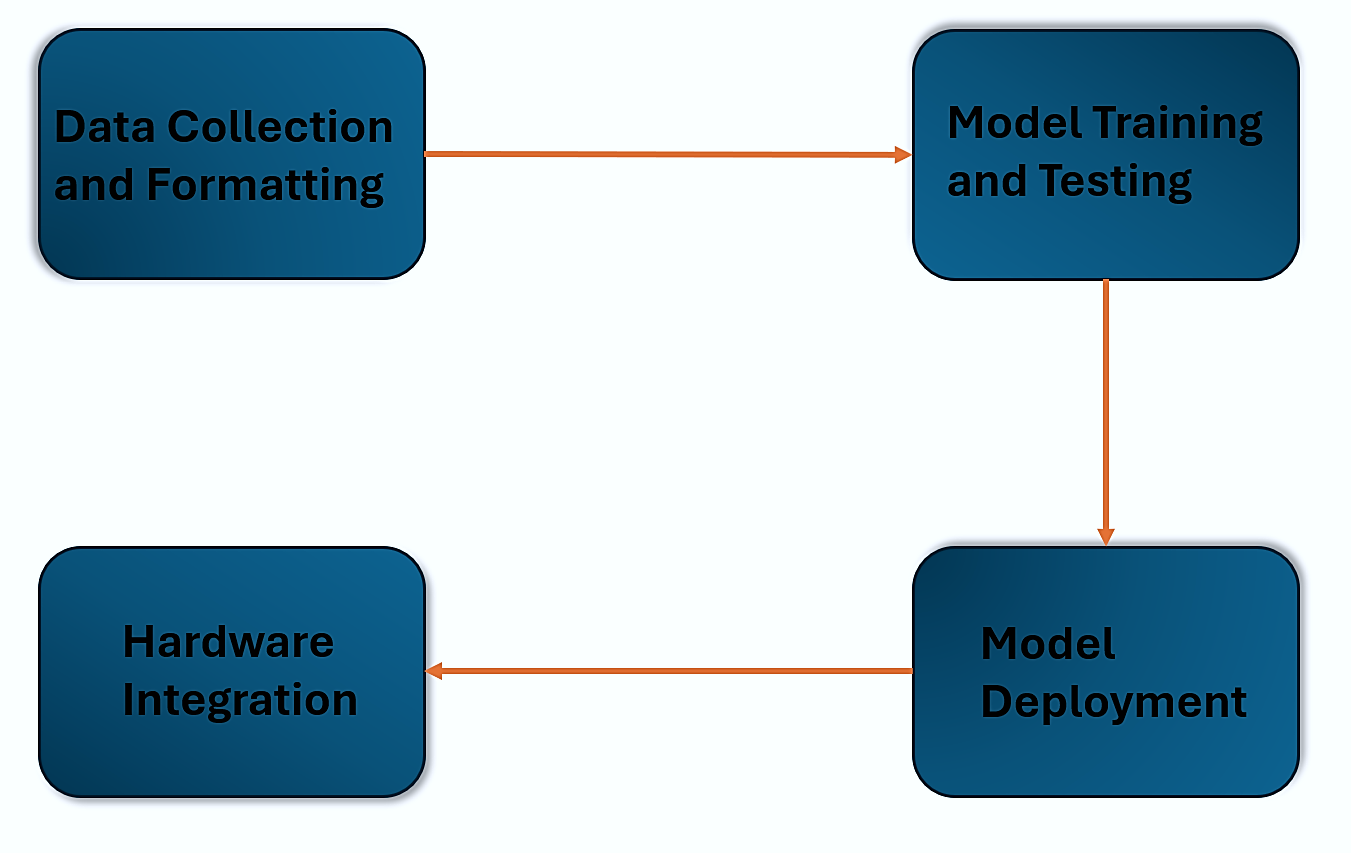 Data Collection
and Formatting
Model Training
and Testing
Model
Deployment
Hardware
Integration